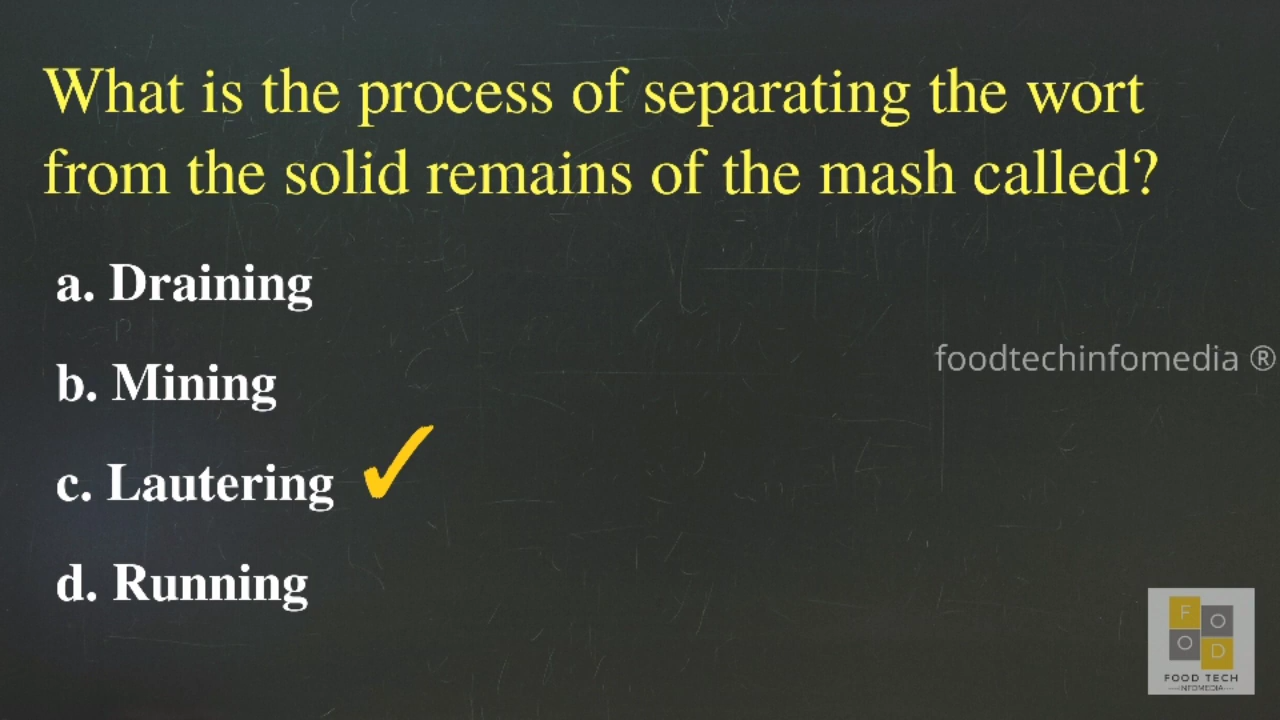 What is the process of separating the wort
from the solid remains of the mash called?
a. Draining
b. Mining
foodtechinfomedia ®
c. Lautering ✓
d. Running
F O
O D
FOOD TECH
INFOMEDIA